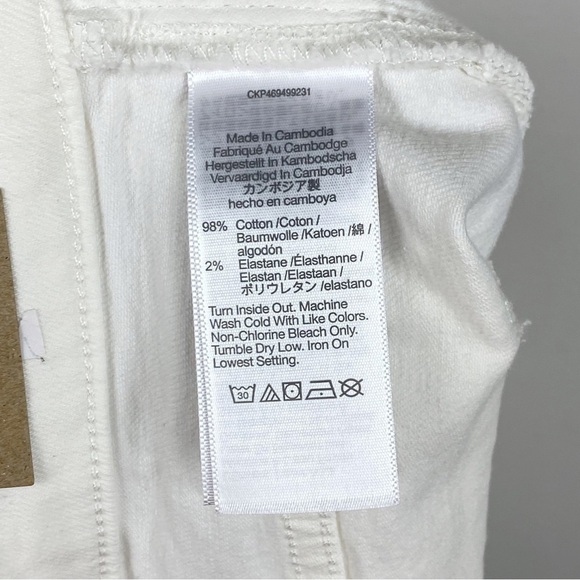 CKP469499231
Made In Cambodia
Fabriqué Au Cambodge
Hergestellt In Kambodscha
Vervaardigd In Cambodja
カンボジア製
hecho en camboya
98% Cotton /Coton /
Baumwolle /Katoen /綿 /
algodón
2% Elastane /Élasthanne /
Elastan /Elastaan /
ポリウレタン /elastano
Turn Inside Out. Machine
Wash Cold With Like Colors.
Non-Chlorine Bleach Only.
Tumble Dry Low. Iron On
Lowest Setting.
30